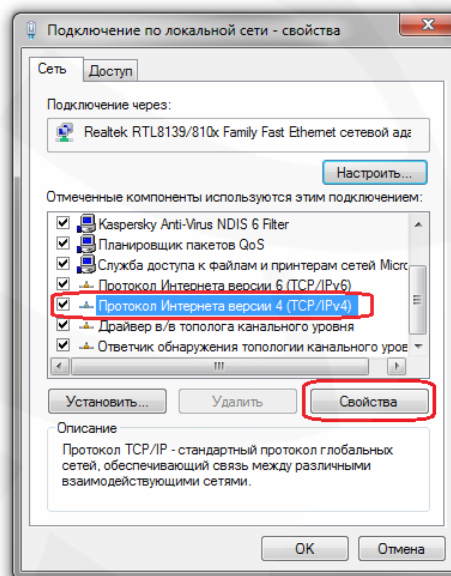 Подключение по локальной сети - свойства
Сеть
Доступ
Подключение через:
Realtek RTL8139/810x Family Fast Ethernet сетевой ада
Настроить...
Отмеченные компоненты используются этим подключением:
Kaspersky Anti-Virus NDIS 6 Filter
Планировщик пакетов QoS
Служба доступа к файлам и принтерам сетей Micro
Протокол Интернета версии 6 (TCP/IPv6)
Протокол Интернета версии 4 (TCP/IPv4)
Драйвер в/в тополога канального уровня
Ответчик обнаружения топологии канального уров
Установить...
Удалить
Свойства
Описание
Протокол TCP/IP - стандартный протокол глобальных
сетей, обеспечивающий связь между различными
взаимодействующими сетями.
OK
Отмена